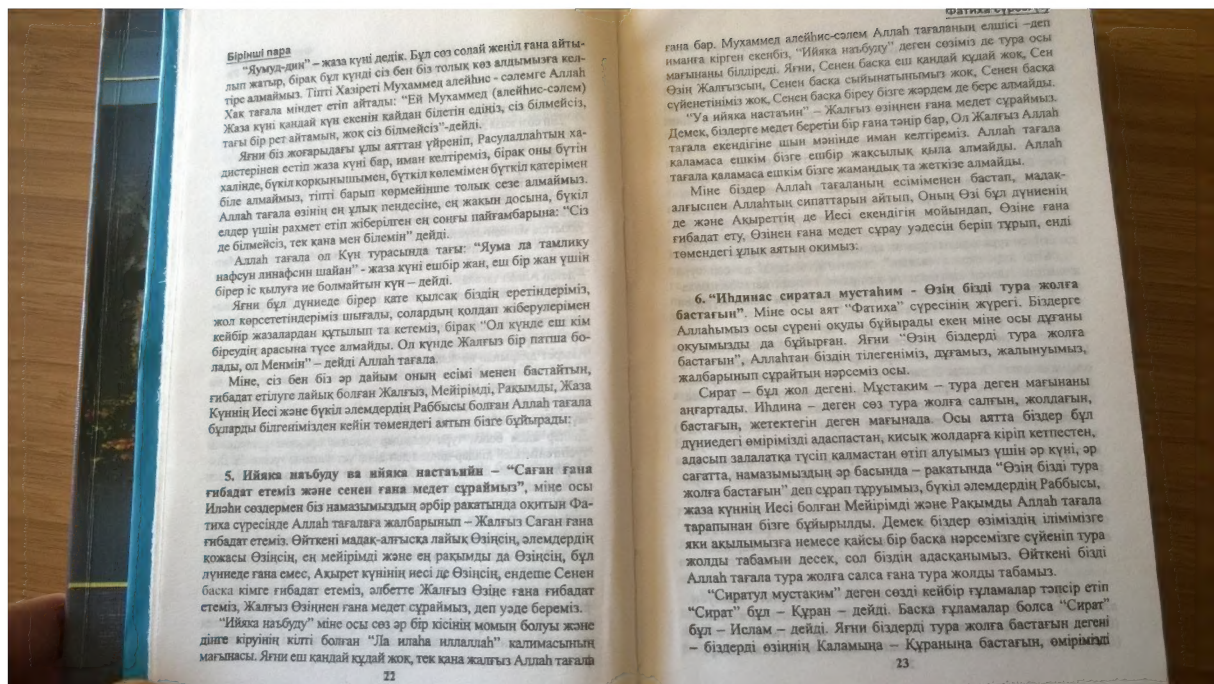 Бірінші пара
“Яумуд-дин” – жаза күні дедік. Бұл сөз солай жеңіл ғана айты-
лып жатыр, бірақ бұл күнді сіз бен біз толық көз алдымызға кел-
тіре алмаймыз. Тіпті Хазіреті Мухаммед алейһис - сәлемге Аллаһ
Хақ тағала міндет етіп айтады: “Ей Мухаммед (алейһис-сәлем)
Жаза күні қандай күн екенін қайдан білетін едіңіз, сіз білмейсіз,
тағы бір рет айтамын, жоқ сіз білмейсіз”-дейді.
Яғни біз жоғарыдағы ұлы аяттан үйреніп, Расулаллаһтың ха-
дистерінен естіп жаза күні бар, иман келтіреміз, бірақ оны бүтін
халінде, бүкіл қорқынышымен, бүткіл көлемімен бүткіл қатерімен
біле алмаймыз, тіпті барып көрмейінше толық сезе алмаймыз.
Аллаһ тағала өзінің ең ұлық пендесіне, ең жақын досына, бүкіл
елдер үшін рахмет етіп жіберілген ең соңғы пайғамбарына: “Сіз
де білмейсіз, тек қана мен білемін” дейді.
Аллаһ тағала ол Күн турасында тағы: “Яума ла тамлику
нафсун линафсин шайан” - жаза күні ешбір жан, еш бір жан үшін
бірер іс қылуға ие болмайтын күн – дейді.
Яғни бұл дүниеде бірер қате қылсақ біздің еретіндеріміз,
жол көрсететіндеріміз шығады, солардың қолдап жіберулерімен
кейбір жазалардан құтылып та кетеміз, бірақ “Ол күнде еш кім
біреудің арасына түсе алмайды. Ол күнде Жалғыз бір патша бо-
лады, ол Менмін” – дейді Аллаһ тағала.
Міне, сіз бен біз әр дайым оның есімі менен бастайтын,
ғибадат етілуге лайық болған Жалғыз, Мейірімді, Рақымды, Жаза
Күннің Иесі және бүкіл әлемдердің Раббысы болған Аллаһ тағала
бұларды білгенімізден кейін төмендегі аятын бізге бұйырады:
5. Ийяка наъбуду ва ийяка настаъийн – “Саған ғана
ғибадат етеміз және сенен ғана медет сұраймыз”, міне осы
Илаһи сөздермен біз намазымыздың әрбір ракатында оқитын Фа-
тиха сүресінде Аллаһ тағалаға жалбарынып – Жалғыз Саған ғана
ғибадат етеміз. Өйткені мадақ-алғысқа лайық Өзіңсің, әлемдердің
қожасы Өзіңсің, ең мейірімді және ең рақымды да Өзіңсің, бұл
дүниеде ғана емес, Ақырет күнінің иесі де Өзіңсің, ендеше Сенен
басқа кімге ғибадат етеміз, әлбетте Жалғыз Өзіңе ғана ғибадат
етеміз, Жалғыз Өзіңнен ғана медет сұраймыз, деп уәде береміз.
“Ийяка наъбуду” міне осы сөз әр бір кісінің момын болуы және
дінге кіруінің кілті болған “Ла илаһа иллаллаһ” калимасының
мағынасы. Яғни еш қандай құдай жоқ, тек қана жалғыз Аллаһ тағала
22
Фатиха сүресі
ғана бар. Мухаммед алейһис-сәлем Аллаһ тағаланың елшісі –деп
иманға кірген екенбіз, “Ийяка наъбуду” деген сөзіміз де тура осы
мағынаны білдіреді. Яғни, Сенен басқа еш қандай құдай жоқ, Сен
Өзің Жалғызсың, Сенен басқа сыйынатынымыз жоқ, Сенен басқа
сүйенетініміз жоқ, Сенен басқа біреу бізге жәрдем де бере алмайды.
“Уа ийяка настаъин” – Жалғыз өзіңнен ғана медет сұраймыз.
Демек, біздерге медет беретін бір ғана тәңір бар, Ол Жалғыз Аллаһ
тағала екендігіне шын мәнінде иман келтіреміз. Аллаһ тағала
қаламаса ешкім бізге ешбір жақсылық қыла алмайды. Аллаһ
тағала қаламаса ешкім бізге жамандық та жеткізе алмайды.
Міне біздер Аллаһ тағаланың есіміменен бастап, мадақ-
алғыспен Аллаһтың сипаттарын айтып, Оның Өзі бұл дүниенің
де және Ақыреттің де Иесі екендігін мойындап, Өзіңе ғана
ғибадат ету, Өзіңнен ғана медет сұрау уәдесін беріп тұрып, енді
төмендегі ұлық аятын оқимыз:
6. “Иһдинас сиратал мустаһим - Өзің бізді тура жолға
бастағын”. Міне осы аят “Фатиха” сүресінің жүрегі. Біздерге
Аллаһымыз осы сүрені оқуды бұйырады екен міне осы дұғаны
оқуымызды да бұйырған. Яғни “Өзің біздерді тура жолға
бастағын”, Аллаһтан біздің тілегеніміз, дұғамыз, жалынуымыз,
жалбарынып сұрайтын нәрсеміз осы.
Сират – бұл жол дегені. Мұстаким – тура деген мағынаны
аңғартады. Иһдина – деген сөз тура жолға салғын, жолдағын,
бастағын, жетектегін деген мағынада. Осы аятта біздер бұл
дүниедегі өмірімізді адаспастан, қисық жолдарға кіріп кетпестен,
адасып залалатқа түсіп қалмастан өтіп алуымыз үшін әр күні, әр
сағатта, намазымыздың әр басында – ракатында “Өзің бізді тура
жолға бастағын” деп сұрап тұруымыз, бүкіл әлемдердің Раббысы,
жаза күннің Иесі болған Мейірімді және Рақымды Аллаһ тағала
тарапынан бізге бұйырылды. Демек біздер өзіміздің ілімімізге
яки ақылымызға немесе қайсы бір басқа нәрсемізге сүйеніп тура
жолды табамын десек, сол біздің адасқанымыз. Өйткені бізді
Аллаһ тағала тура жолға салса ғана тура жолды табамыз.
“Сиратул мустаким” деген сөзді кейбір ғұламалар тәпсір етіп
“Сират” бұл – Құран – дейді. Басқа ғұламалар болса “Сират”
бұл – Ислам – дейді. Яғни біздерді тура жолға бастағын дегені
– біздерді өзіңнің Каламыңа – Құраныңа бастағын, өмірімізді
23